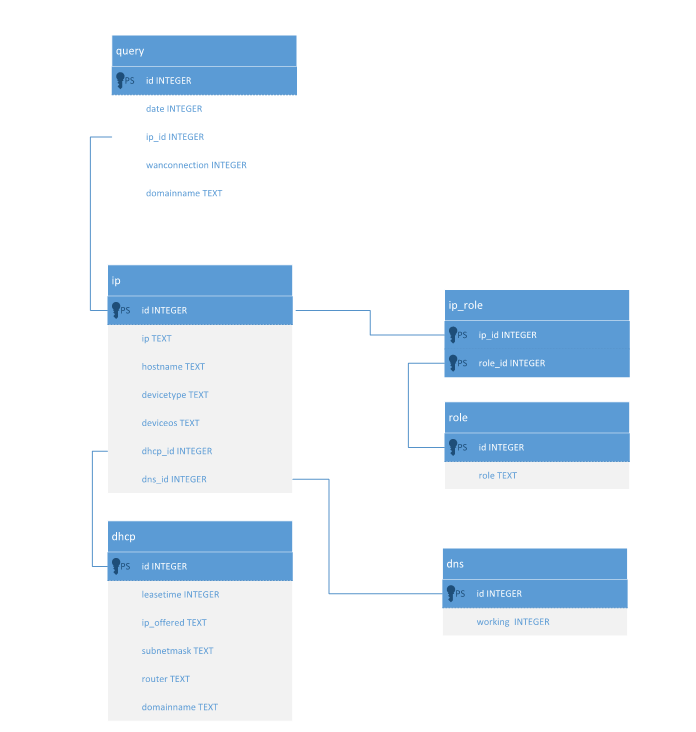 query
PS id INTEGER
date INTEGER
ip_id INTEGER
wanconnection INTEGER
domainname TEXT
ip
PS id INTEGER
ip TEXT
hostname TEXT
devicetype TEXT
deviceos TEXT
dhcp_id INTEGER
dns_id INTEGER
ip_role
PS ip_id INTEGER
PS role_id INTEGER
role
PS id INTEGER
role TEXT
dhcp
PS id INTEGER
leasetime INTEGER
ip_offered TEXT
subnetmask TEXT
router TEXT
domainname TEXT
dns
PS id INTEGER
working INTEGER